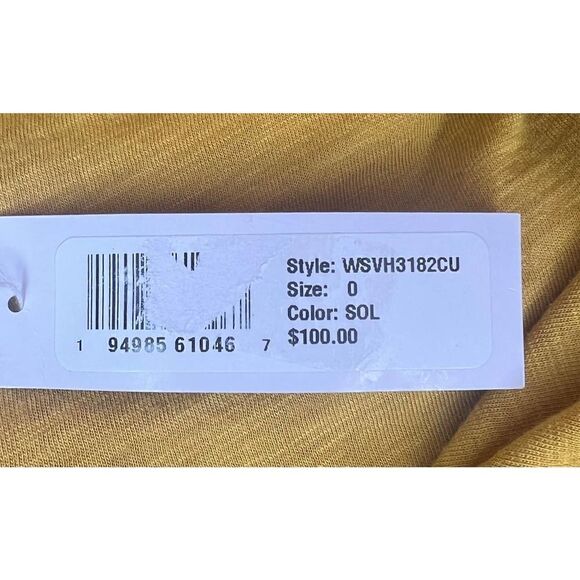 Style: WSVH3182CU
Size: 0
Color: SOL
$100.00
1 94985 61046 7